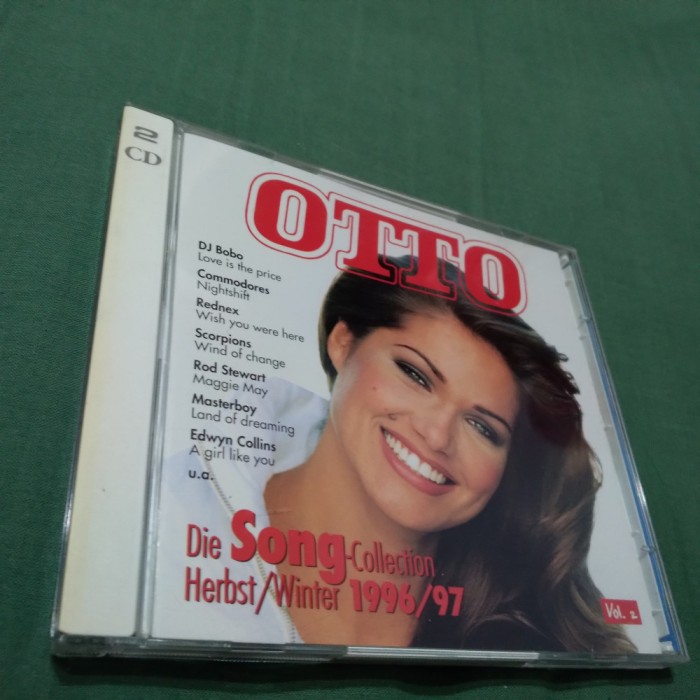 2
CD
OTTO
DJ Bobo
Love is the price
Commodores
Nightshift
Rednex
Wish you were here
Scorpions
Wind of change
Rod Stewart
Maggie May
Masterboy
Land of dreaming
Edwyn Collins
A girl like you
u.a.
Die Song-Collection
Herbst/Winter 1996/97
Vol. 2